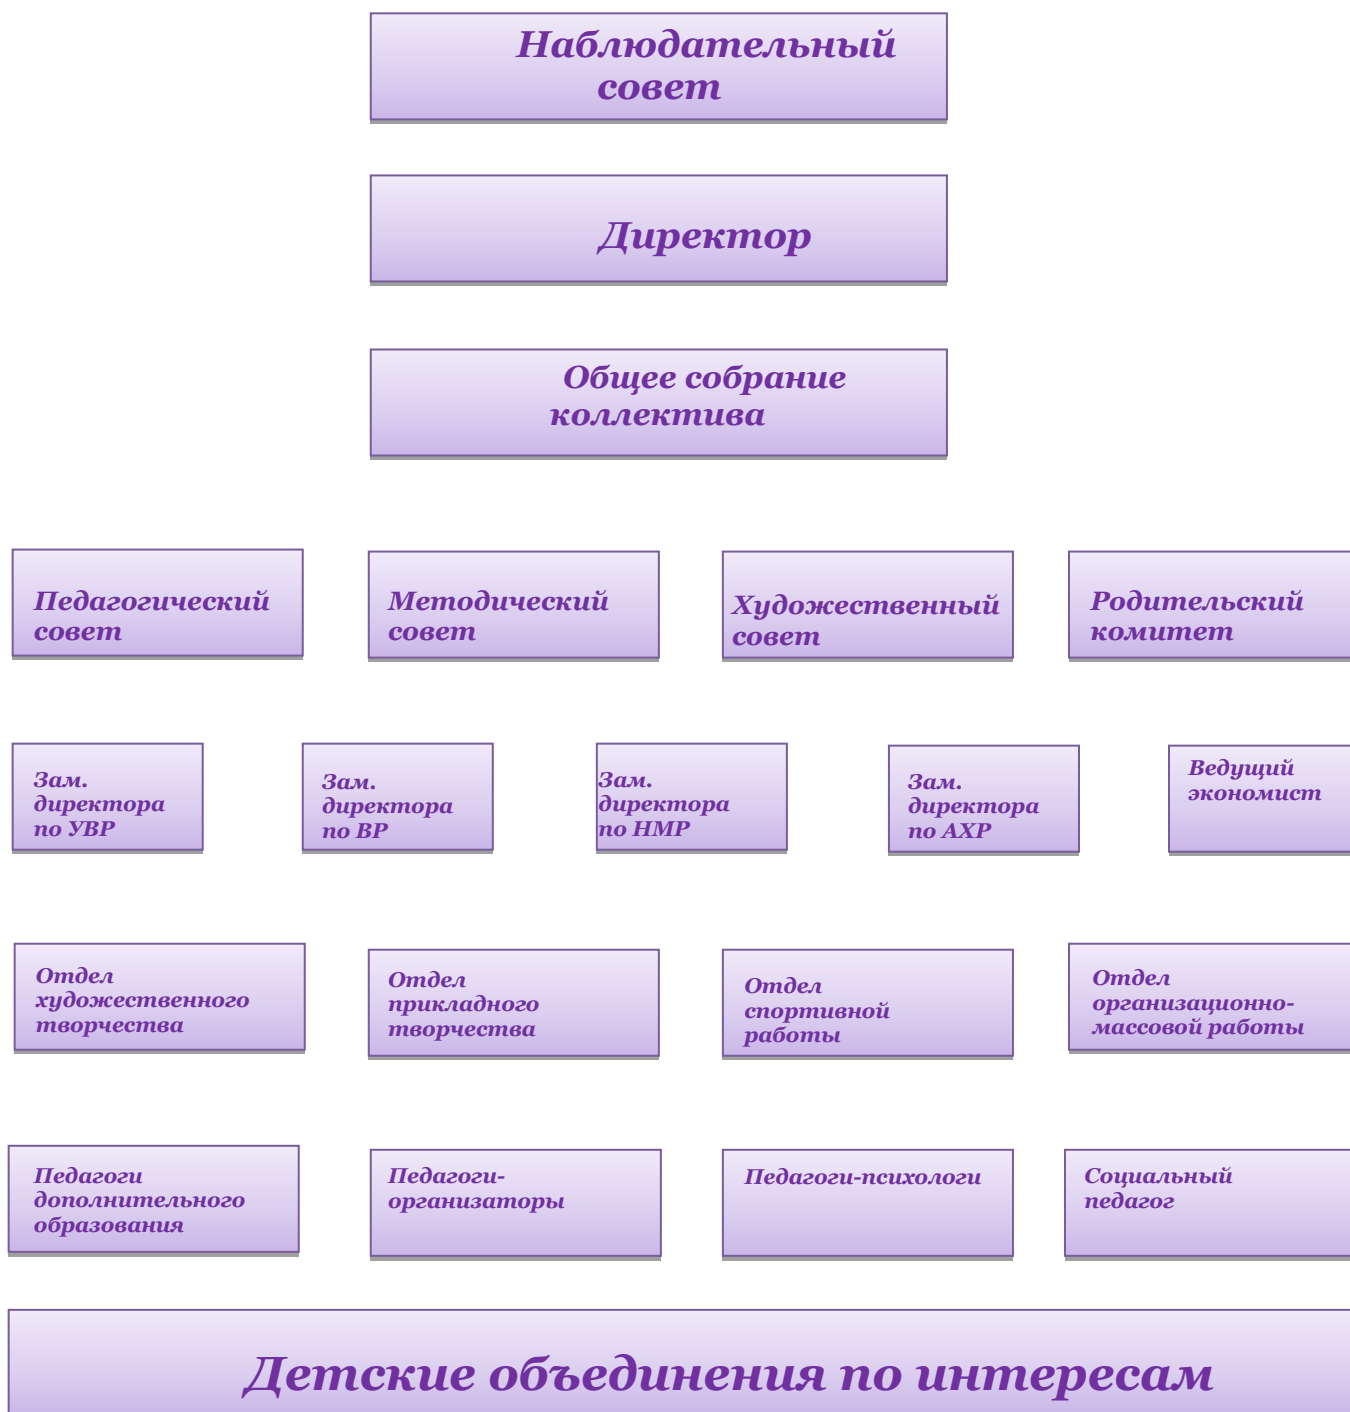 Наблюдательный
совет
Директор
Общее собрание
коллектива
Педагогический
совет
Методический
совет
Художественный
совет
Родительский
комитет
Зам.
директора
по УВР
Зам.
директора
по ВР
Зам.
директора
по НМР
Зам.
директора
по АХР
Ведущий
экономист
Отдел
художественного
творчества
Отдел
прикладного
творчества
Отдел
спортивной
работы
Отдел
организационно-
массовой работы
Педагоги
дополнительного
образования
Педагоги-
организаторы
Педагоги-психологи
Социальный
педагог
Детские объединения по интересам